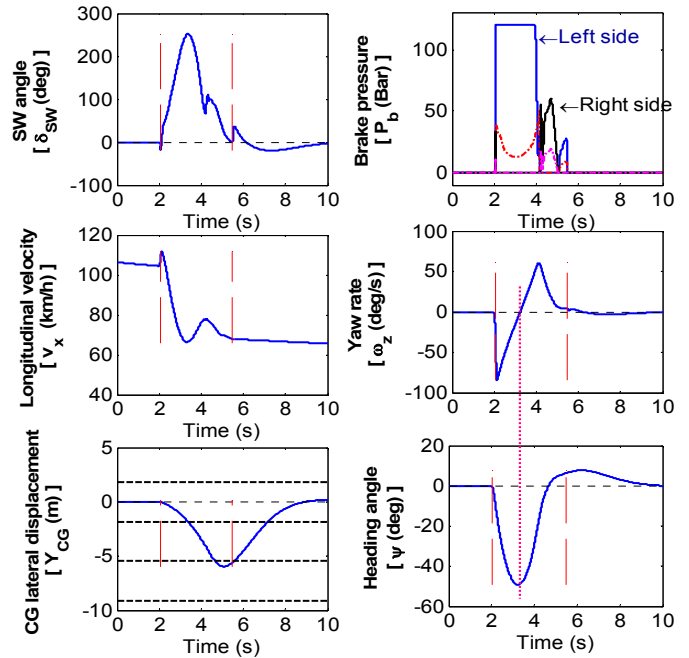 SW angle
[ δSW (deg) ]
300
200
100
0
-100
0 2 4 6 8 10
Time (s)
Brake pressure
[ P_b (Bar) ]
100
50
0
←Left side
←Right side
0 2 4 6 8 10
Time (s)
Longitudinal velocity
[ v_x (km/h) ]
120
100
80
60
40
0 2 4 6 8 10
Time (s)
Yaw rate
[ ω_z (deg/s) ]
100
50
0
-50
-100
0 2 4 6 8 10
Time (s)
CG lateral displacement
[ Y_CG (m) ]
5
0
-5
-10
0 2 4 6 8 10
Time (s)
Heading angle
[ ψ (deg) ]
20
0
-20
-40
-60
0 2 4 6 8 10
Time (s)